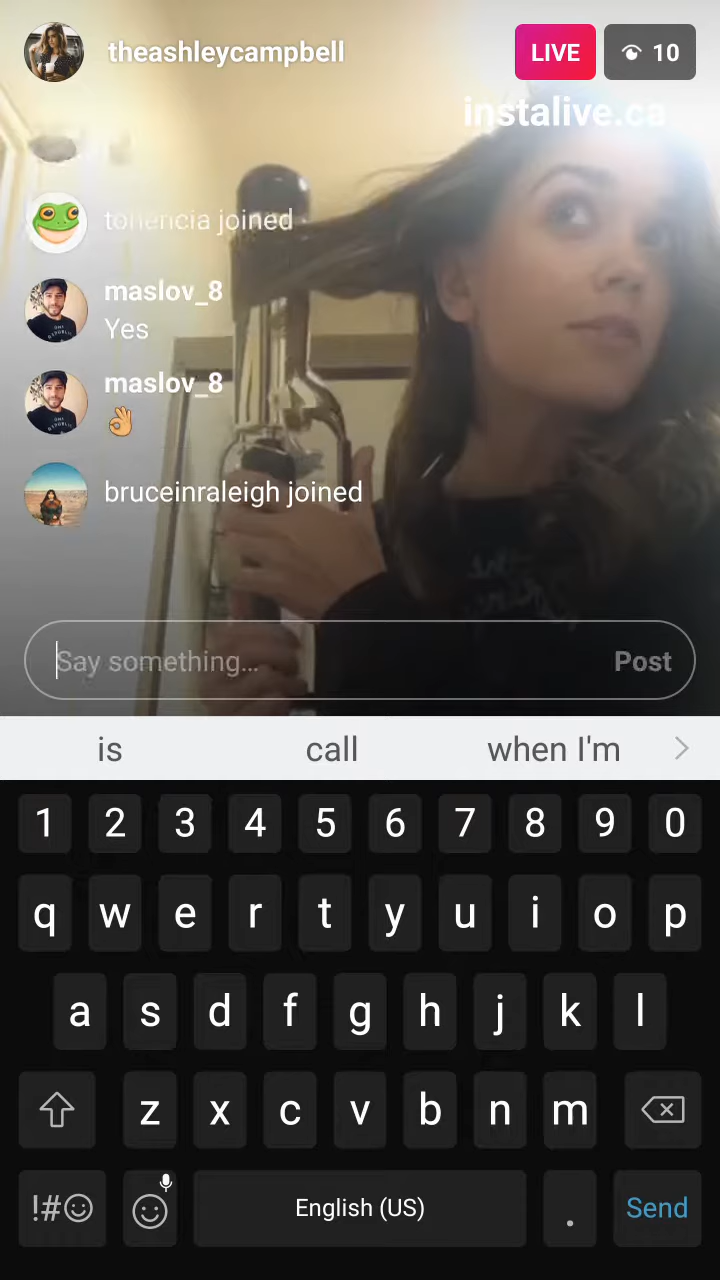 theashleycampbell
LIVE
10
instalive.ca
tonencia joined
maslov_8
Yes
maslov_8
bruceinraleigh joined
Say something...
Post
is call when I'm
1 2 3 4 5 6 7 8 9 0
q w e r t y u i o p
a s d f g h j k l
z x c v b n m
!#
English (US)
.
Send